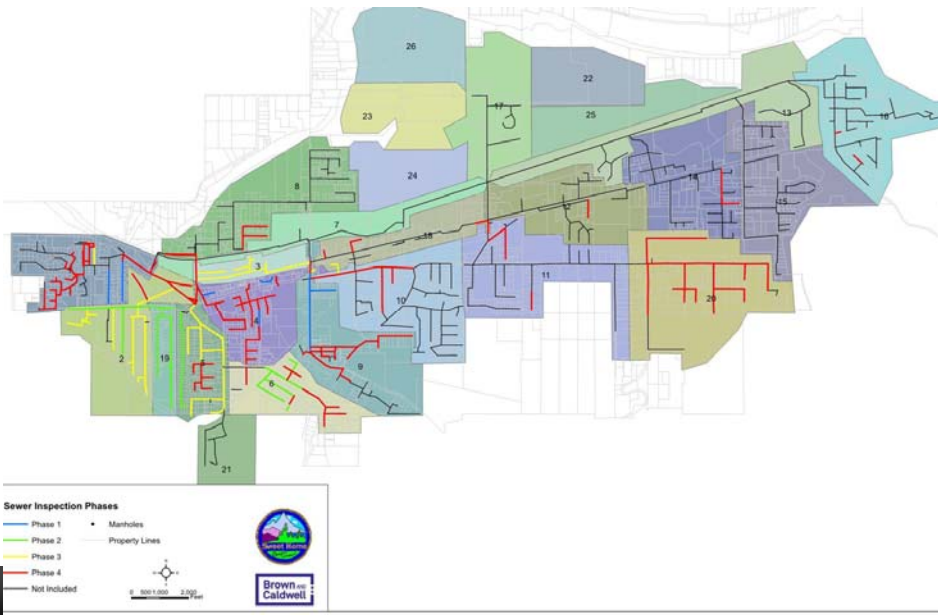 26
22
23
17
25
13
16
24
8
14
15
7
12
18
3
11
10
20
4
2
19
5
9
6
21
Sewer Inspection Phases
Phase 1
Manholes
Phase 2
Property Lines
Phase 3
Phase 4
Not Included
0 500 1,000 2,000
Feet
Sweet Home
Brown AND
Caldwell